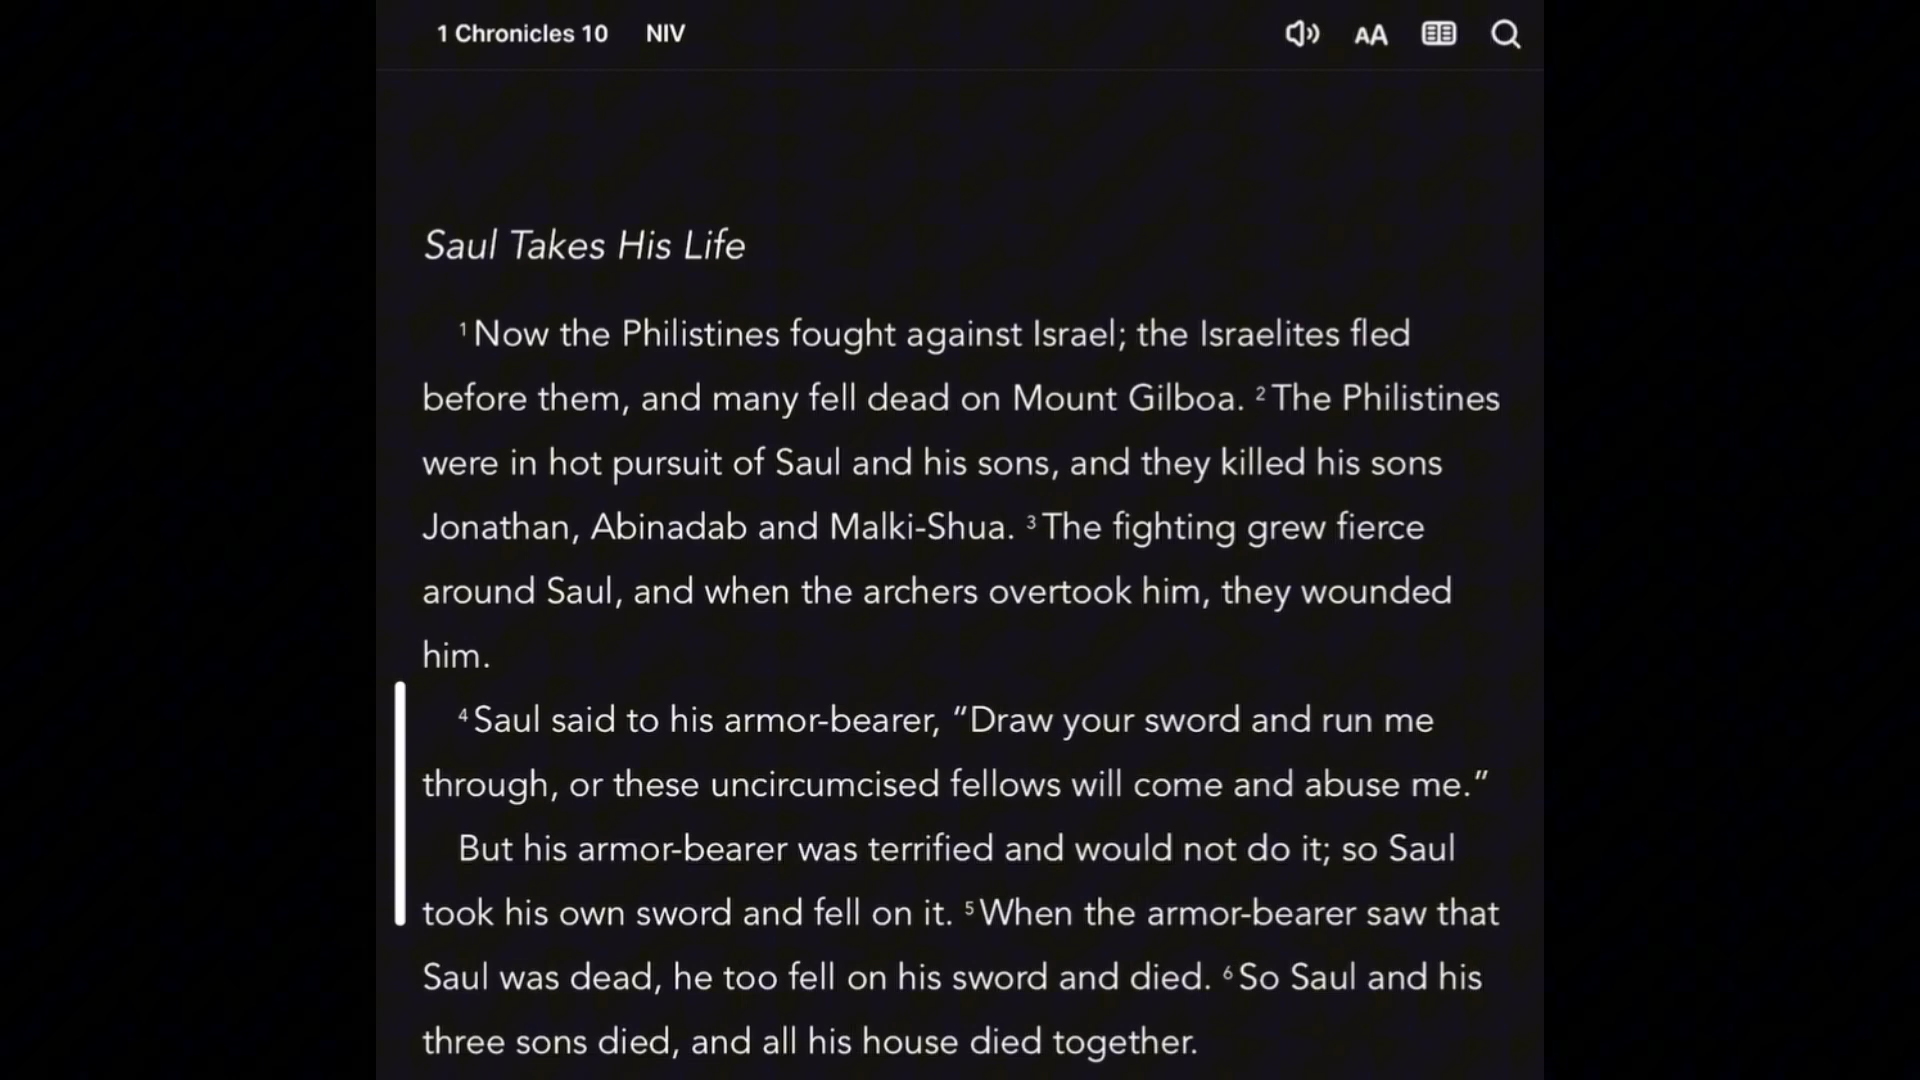 1 Chronicles 10 NIV AA
Saul Takes His Life
1 Now the Philistines fought against Israel; the Israelites fled
before them, and many fell dead on Mount Gilboa. 2 The Philistines
were in hot pursuit of Saul and his sons, and they killed his sons
Jonathan, Abinadab and Malki-Shua. 3 The fighting grew fierce
around Saul, and when the archers overtook him, they wounded
him.
4 Saul said to his armor-bearer, “Draw your sword and run me
through, or these uncircumcised fellows will come and abuse me.”
But his armor-bearer was terrified and would not do it; so Saul
took his own sword and fell on it. 5 When the armor-bearer saw that
Saul was dead, he too fell on his sword and died. 6 So Saul and his
three sons died, and all his house died together.